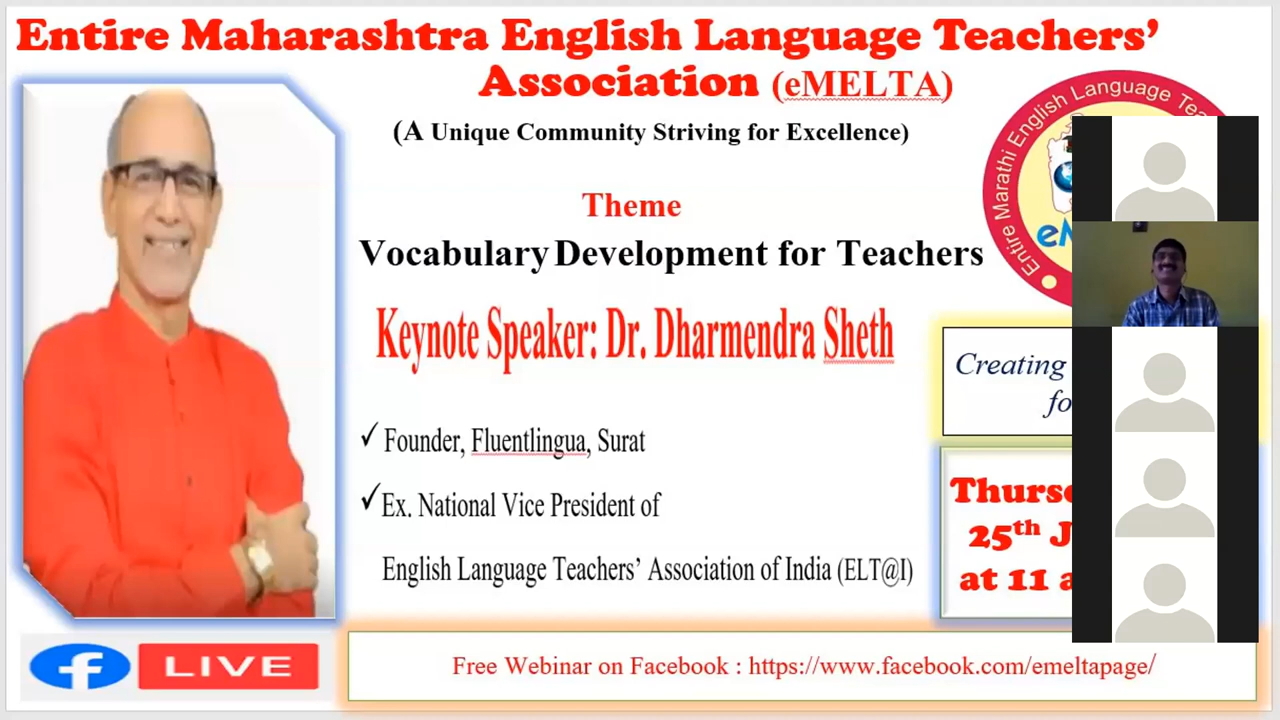 Entire Maharashtra English Language Teachers'
Association (eMELTA)
(A Unique Community Striving for Excellence)
Entire Marathi English Language Tea
eM
Theme
Vocabulary Development for Teachers
Keynote Speaker: Dr. Dharmendra Sheth
Creating
fo
✓ Founder, Fluentlingua, Surat
✓ Ex. National Vice President of
English Language Teachers' Association of India (ELT@I)
Thurs
25th J
at 11 a
f LIVE
Free Webinar on Facebook : https://www.facebook.com/emeltapage/